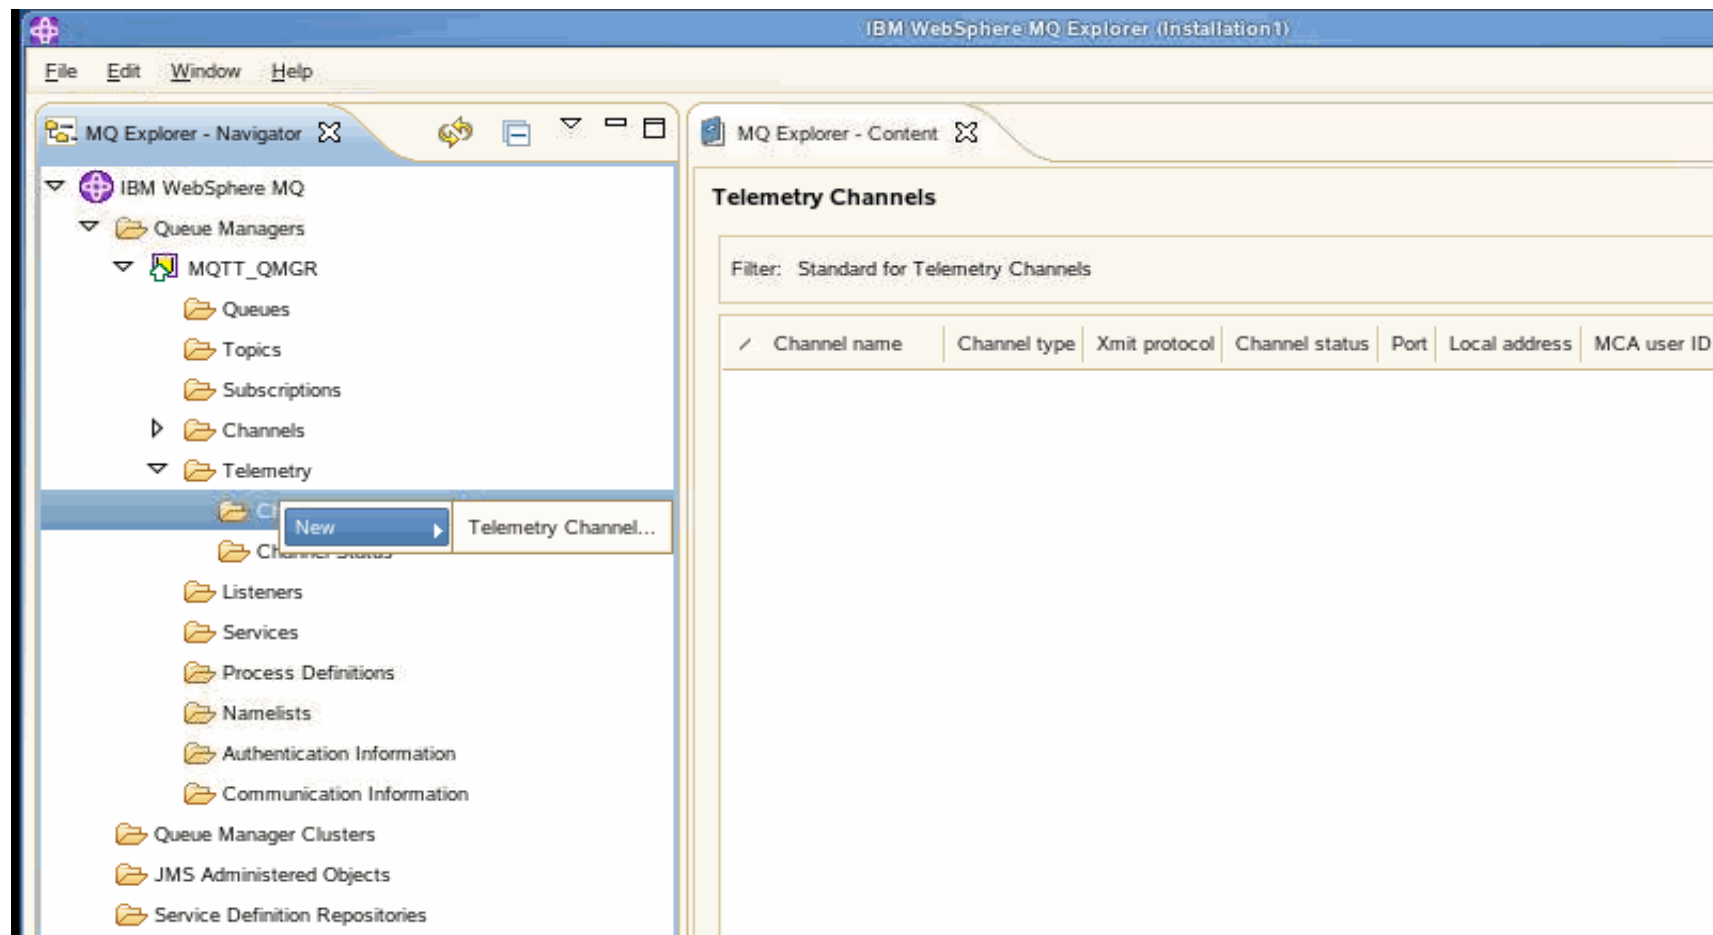 IBM WebSphere MQ Explorer (Installation1)
File Edit Window Help
MQ Explorer - Navigator
IBM WebSphere MQ
Queue Managers
MQTT_QMGR
Queues
Topics
Subscriptions
Channels
Telemetry
New
Telemetry Channel...
Channel Status
Listeners
Services
Process Definitions
Namelists
Authentication Information
Communication Information
Queue Manager Clusters
JMS Administered Objects
Service Definition Repositories
MQ Explorer - Content
Telemetry Channels
Filter: Standard for Telemetry Channels
Channel name Channel type Xmit protocol Channel status Port Local address MCA user ID